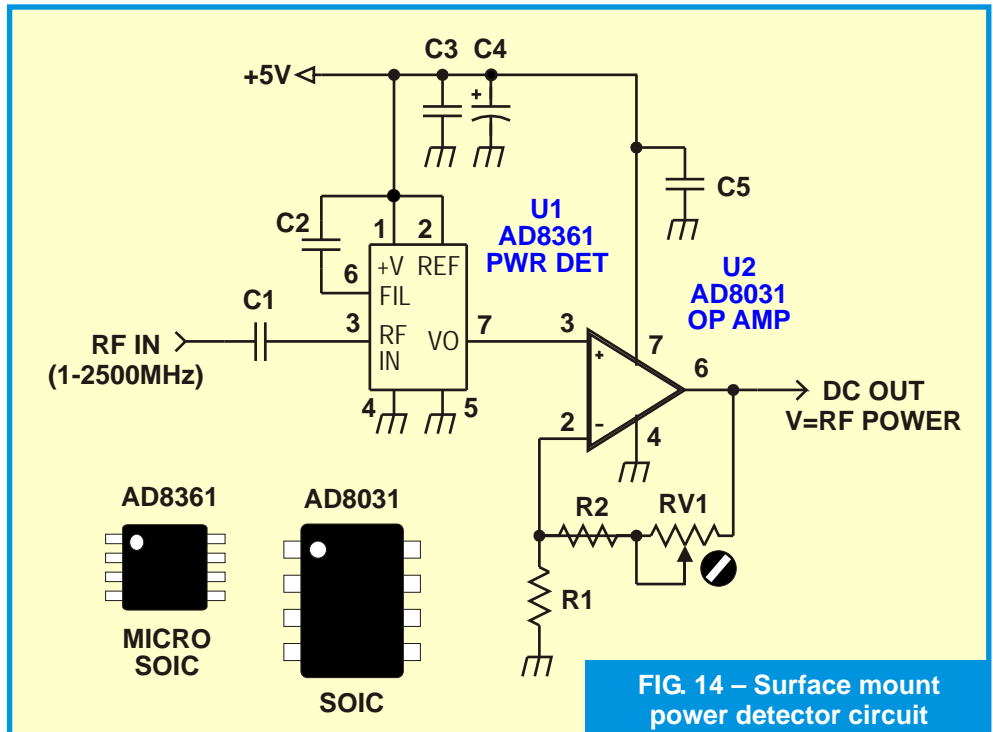 C3 C4
+5V
+
C5
C2
1 2
U1
AD8361
PWR DET
6
+V REF
FIL
U2
AD8031
OP AMP
C1
3
RF IN
(1-2500MHz)
RF
IN
VO
7
3
+
7
6
DC OUT
V=RF POWER
4 5
2
–
4
AD8361
AD8031
R2 RV1
R1
MICRO
SOIC
SOIC
FIG. 14 – Surface mount
power detector circuit